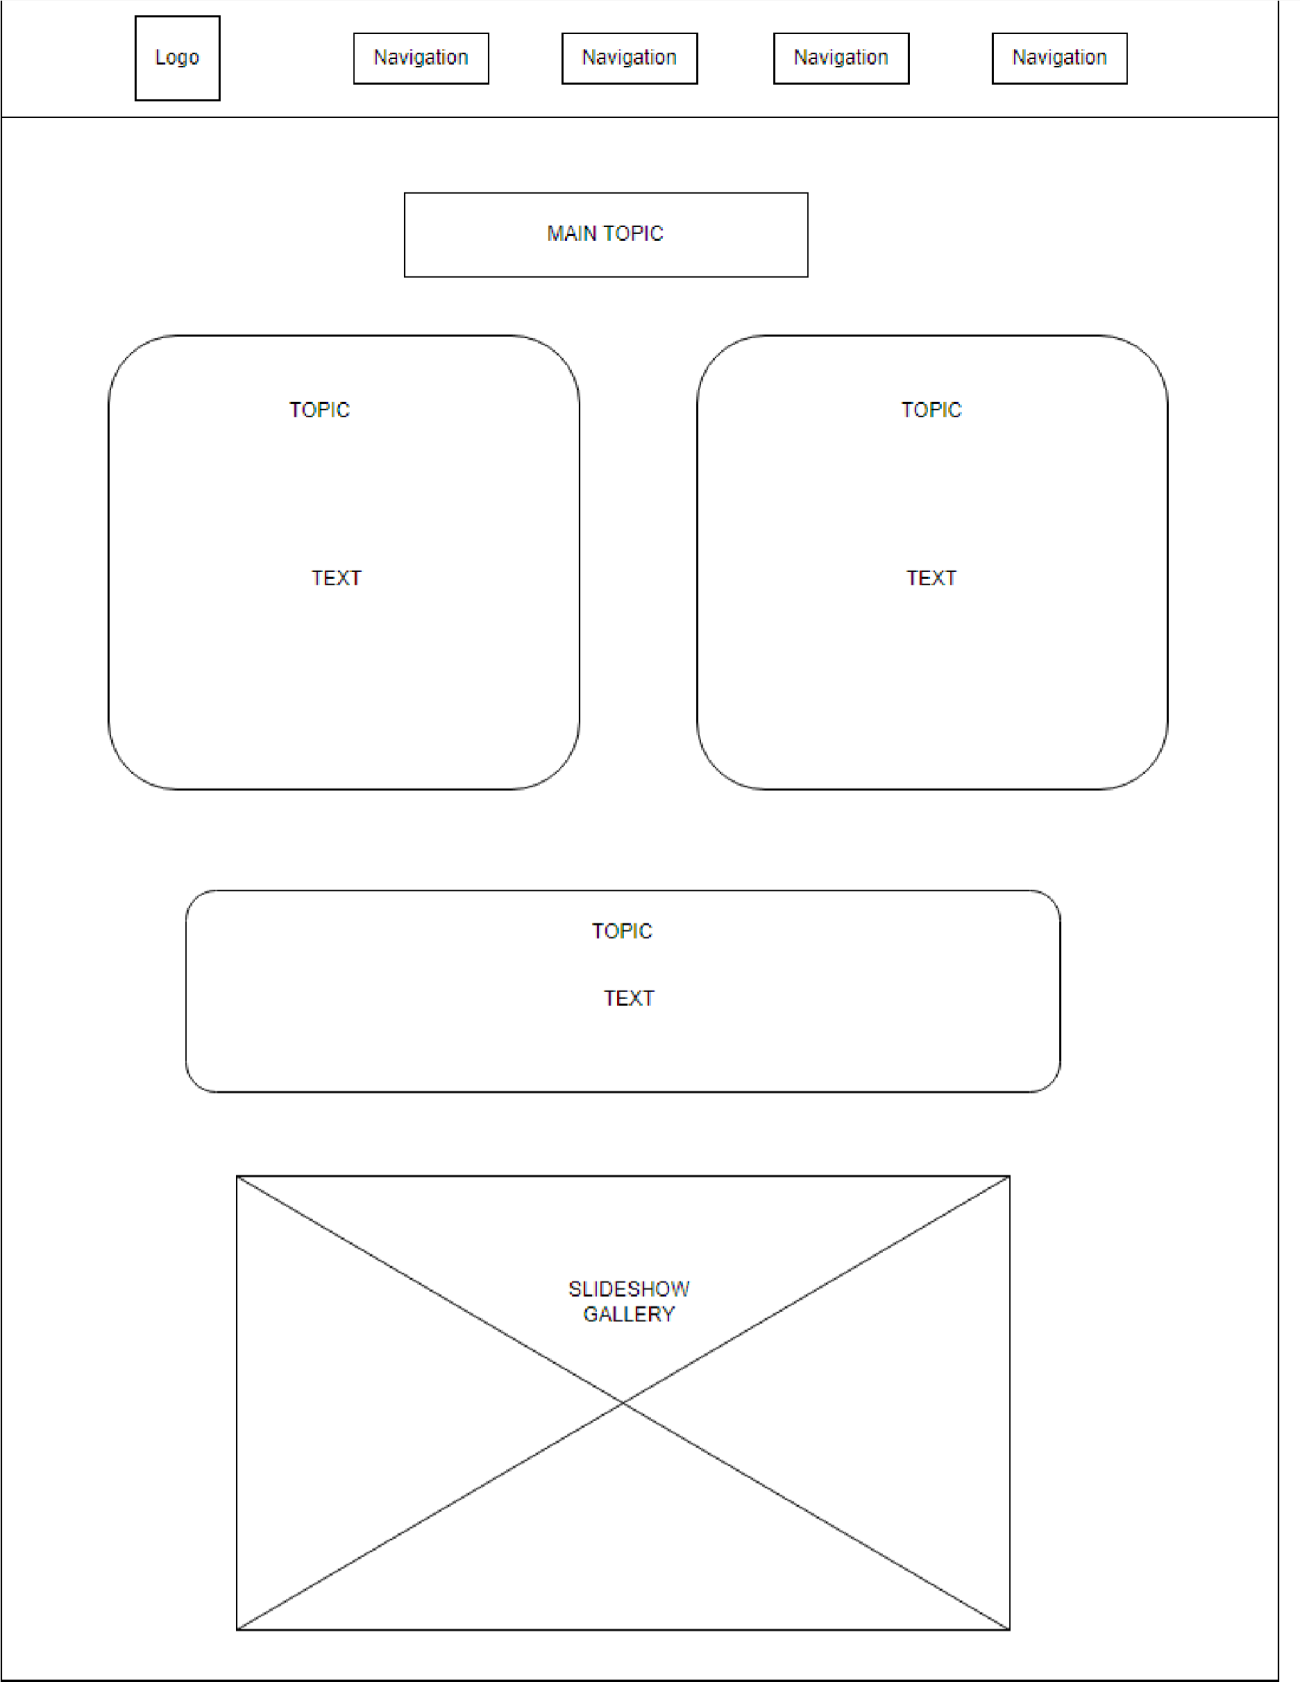 Logo
Navigation
Navigation
Navigation
Navigation
MAIN TOPIC
TOPIC
TEXT
TOPIC
TEXT
TOPIC
TEXT
SLIDESHOW
GALLERY